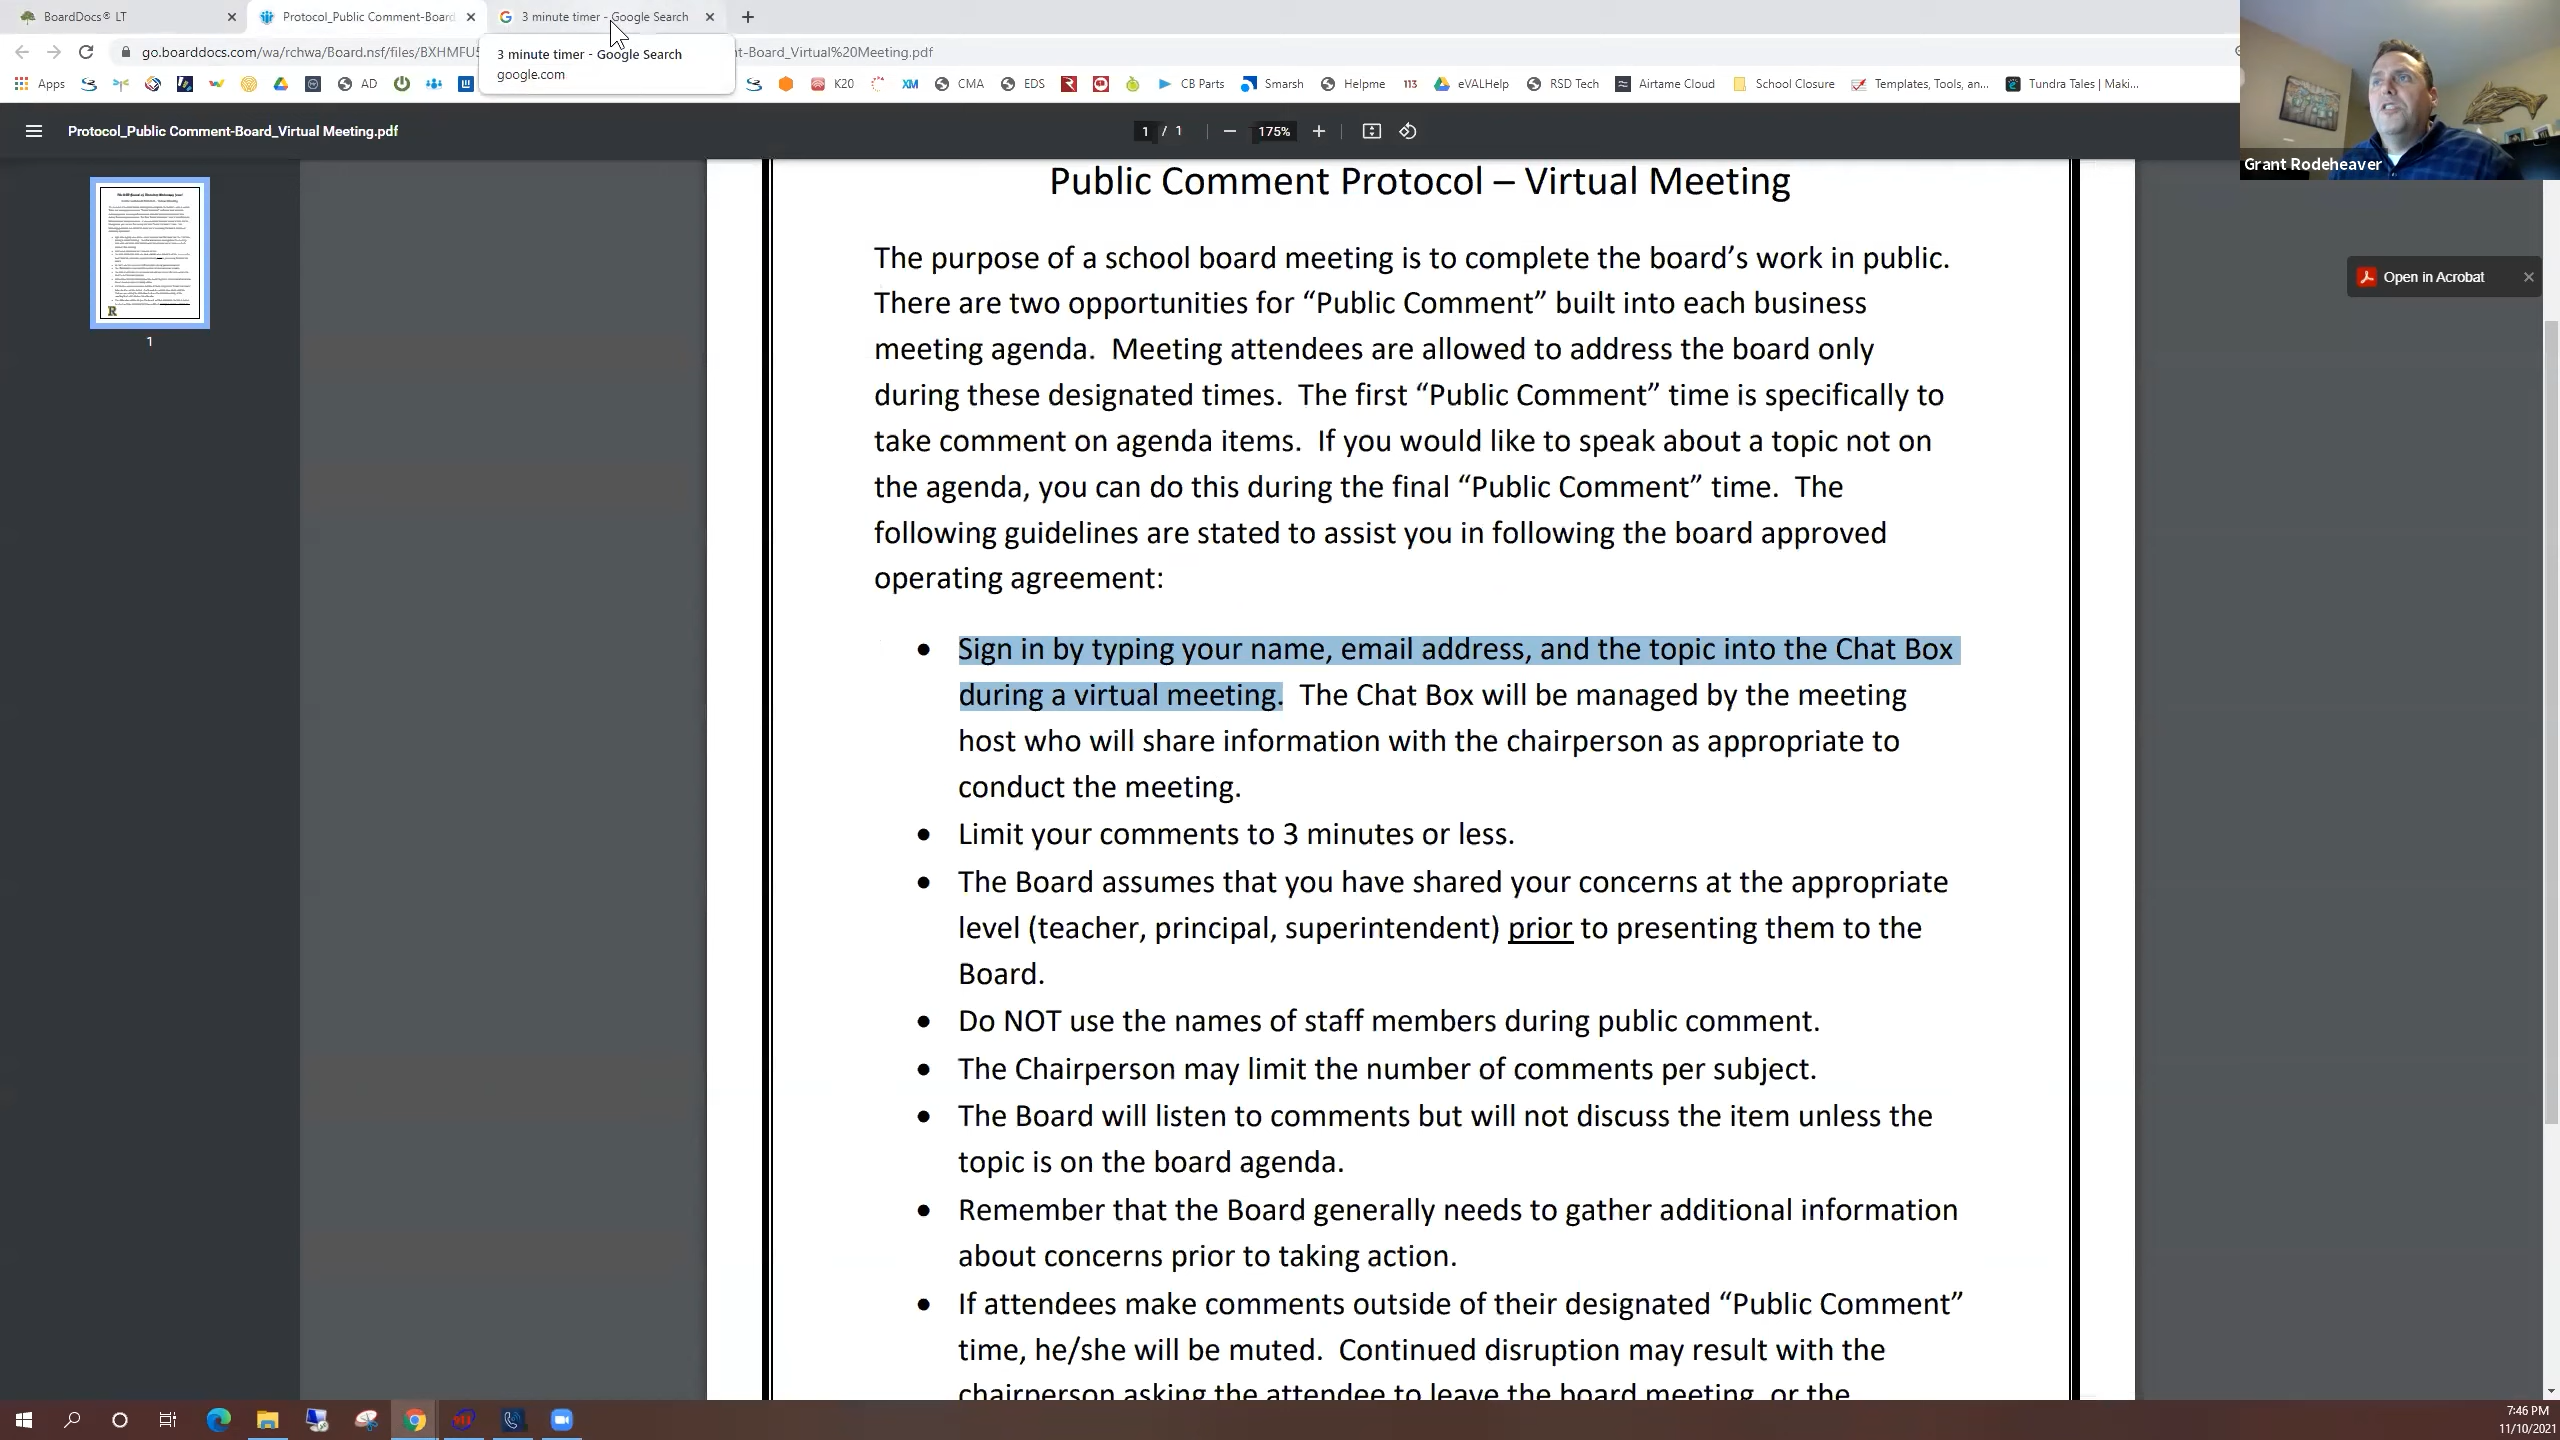 BoardDocs® LT
Protocol_Public Comment-Board
3 minute timer - Google Search
go.boarddocs.com/wa/rchwa/Board.nsf/files/BXHMFU
nt-Board_Virtual%20Meeting.pdf
3 minute timer - Google Search
google.com
Apps
AD
K20
XM
CMA
EDS
CB Parts
Smarsh
Helpme
113
eVALHelp
RSD Tech
Airtame Cloud
School Closure
Templates, Tools, an...
Tundra Tales | Maki...
Protocol_Public Comment-Board_Virtual Meeting.pdf
1 / 1
175%
Grant Rodeheaver
Open in Acrobat
1
Public Comment Protocol – Virtual Meeting
The purpose of a school board meeting is to complete the board’s work in public.
There are two opportunities for “Public Comment” built into each business
meeting agenda. Meeting attendees are allowed to address the board only
during these designated times. The first “Public Comment” time is specifically to
take comment on agenda items. If you would like to speak about a topic not on
the agenda, you can do this during the final “Public Comment” time. The
following guidelines are stated to assist you in following the board approved
operating agreement:
• Sign in by typing your name, email address, and the topic into the Chat Box
during a virtual meeting. The Chat Box will be managed by the meeting
host who will share information with the chairperson as appropriate to
conduct the meeting.
• Limit your comments to 3 minutes or less.
• The Board assumes that you have shared your concerns at the appropriate
level (teacher, principal, superintendent) prior to presenting them to the
Board.
• Do NOT use the names of staff members during public comment.
• The Chairperson may limit the number of comments per subject.
• The Board will listen to comments but will not discuss the item unless the
topic is on the board agenda.
• Remember that the Board generally needs to gather additional information
about concerns prior to taking action.
• If attendees make comments outside of their designated “Public Comment”
time, he/she will be muted. Continued disruption may result with the
chairperson asking the attendee to leave the board meeting, or the
7:46 PM
11/10/2021